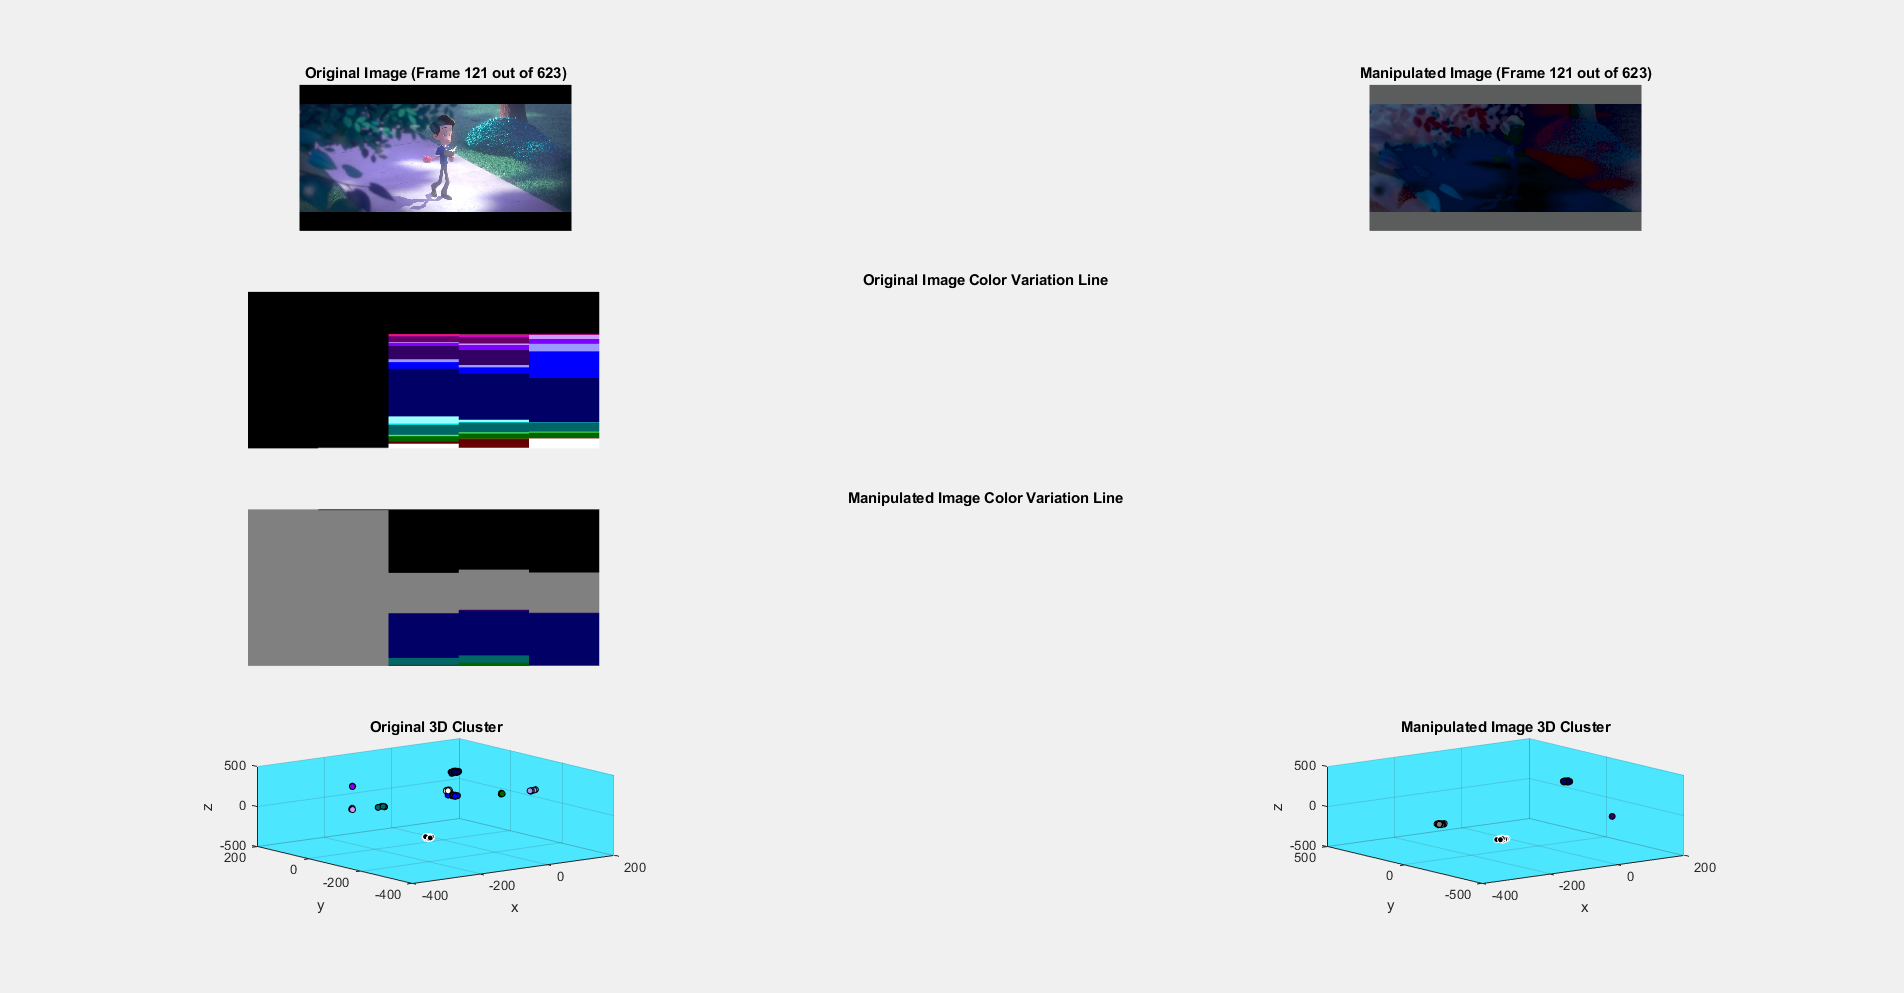 Original Image (Frame 121 out of 623)
Manipulated Image (Frame 121 out of 623)
Original Image Color Variation Line
Manipulated Image Color Variation Line
Original 3D Cluster
500
0
-500
z
200
0
-200
-400
y
-400
-200
0
200
x
Manipulated Image 3D Cluster
500
0
-500
z
500
0
-500
y
-400
-200
0
200
x